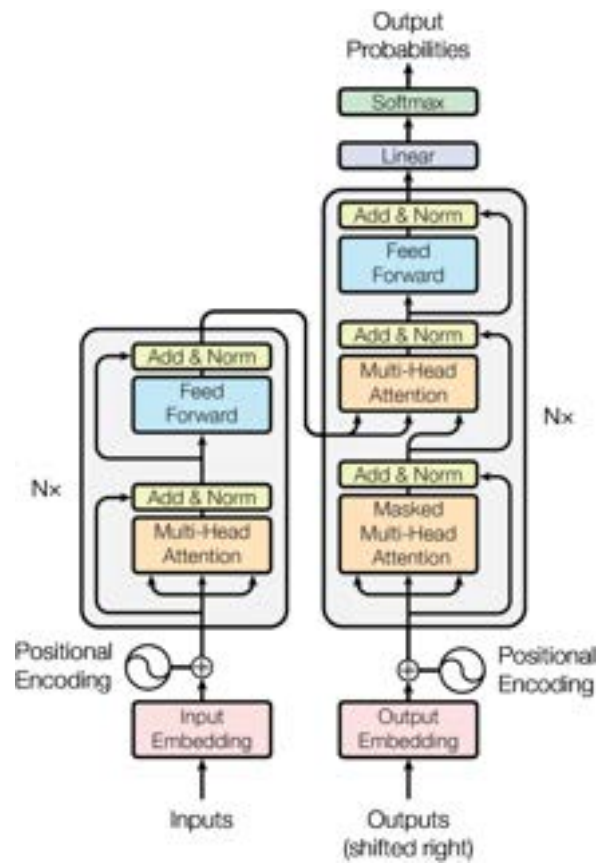 Output
Probabilities
Softmax
Linear
Add & Norm
Feed
Forward
Add & Norm
Multi-Head
Attention
Add & Norm
Masked
Multi-Head
Attention
N×
Add & Norm
Feed
Forward
Add & Norm
Multi-Head
Attention
N×
Positional
Encoding
Positional
Encoding
Input
Embedding
Output
Embedding
Inputs
Outputs
(shifted right)